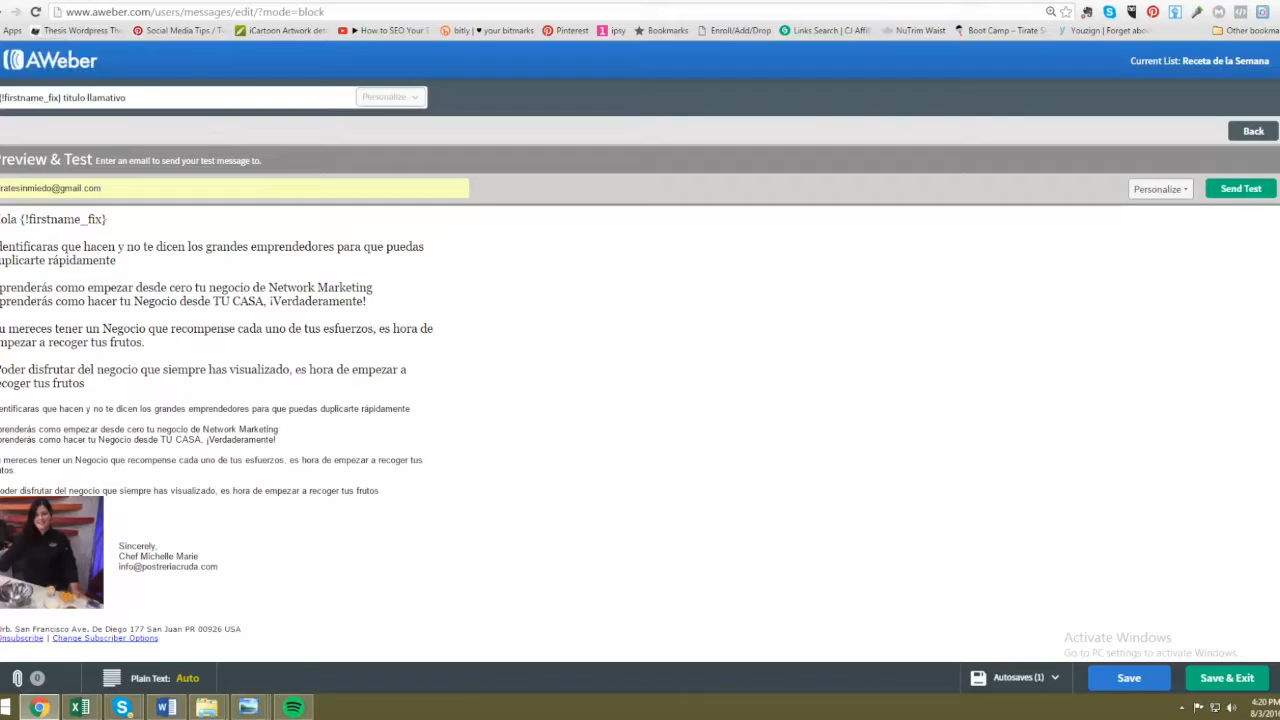 www.aweber.com/users/messages/edit/?mode=block
Apps Thesis Wordpress The Social Media Tips / T iCartoon Artwork det How to SEO Your E bitly | ♥ your bitmarks Pinterest ipsy Bookmarks Enroll/Add/Drop Links Search | CJ Affil NuTrim Waist Boot Camp – Tirate S Youzign | Forget abo Other bookma
AWeber
Current List: Receta de la Semana
{!firstname_fix} titulo llamativo
Personalize
Back
review & Test Enter an email to send your test message to.
ratesinmiedo@gmail.com
Personalize
Send Test
ola {!firstname_fix}
dentificaras que hacen y no te dicen los grandes emprendedores para que puedas
uplicarte rápidamente
prenderás como empezar desde cero tu negocio de Network Marketing
prenderás como hacer tu Negocio desde TU CASA, ¡Verdaderamente!
u mereces tener un Negocio que recompense cada uno de tus esfuerzos, es hora de
mpezar a recoger tus frutos.
Poder disfrutar del negocio que siempre has visualizado, es hora de empezar a
ecoger tus frutos
entificaras que hacen y no te dicen los grandes emprendedores para que puedas duplicarte rápidamente
prenderás como empezar desde cero tu negocio de Network Marketing
prenderás como hacer tu Negocio desde TU CASA, ¡Verdaderamente!
mereces tener un Negocio que recompense cada uno de tus esfuerzos, es hora de empezar a recoger tus
utos.
oder disfrutar del negocio que siempre has visualizado, es hora de empezar a recoger tus frutos
Sincerely,
Chef Michelle Marie
info@postreriacruda.com
Urb. San Francisco Ave. De Diego 177 San Juan PR 00926 USA
Unsubscribe | Change Subscriber Options
Activate Windows
Go to PC settings to activate Windows.
0
Plain Text: Auto
Autosaves (1)
Save
Save & Exit
4:20 PM
8/3/201